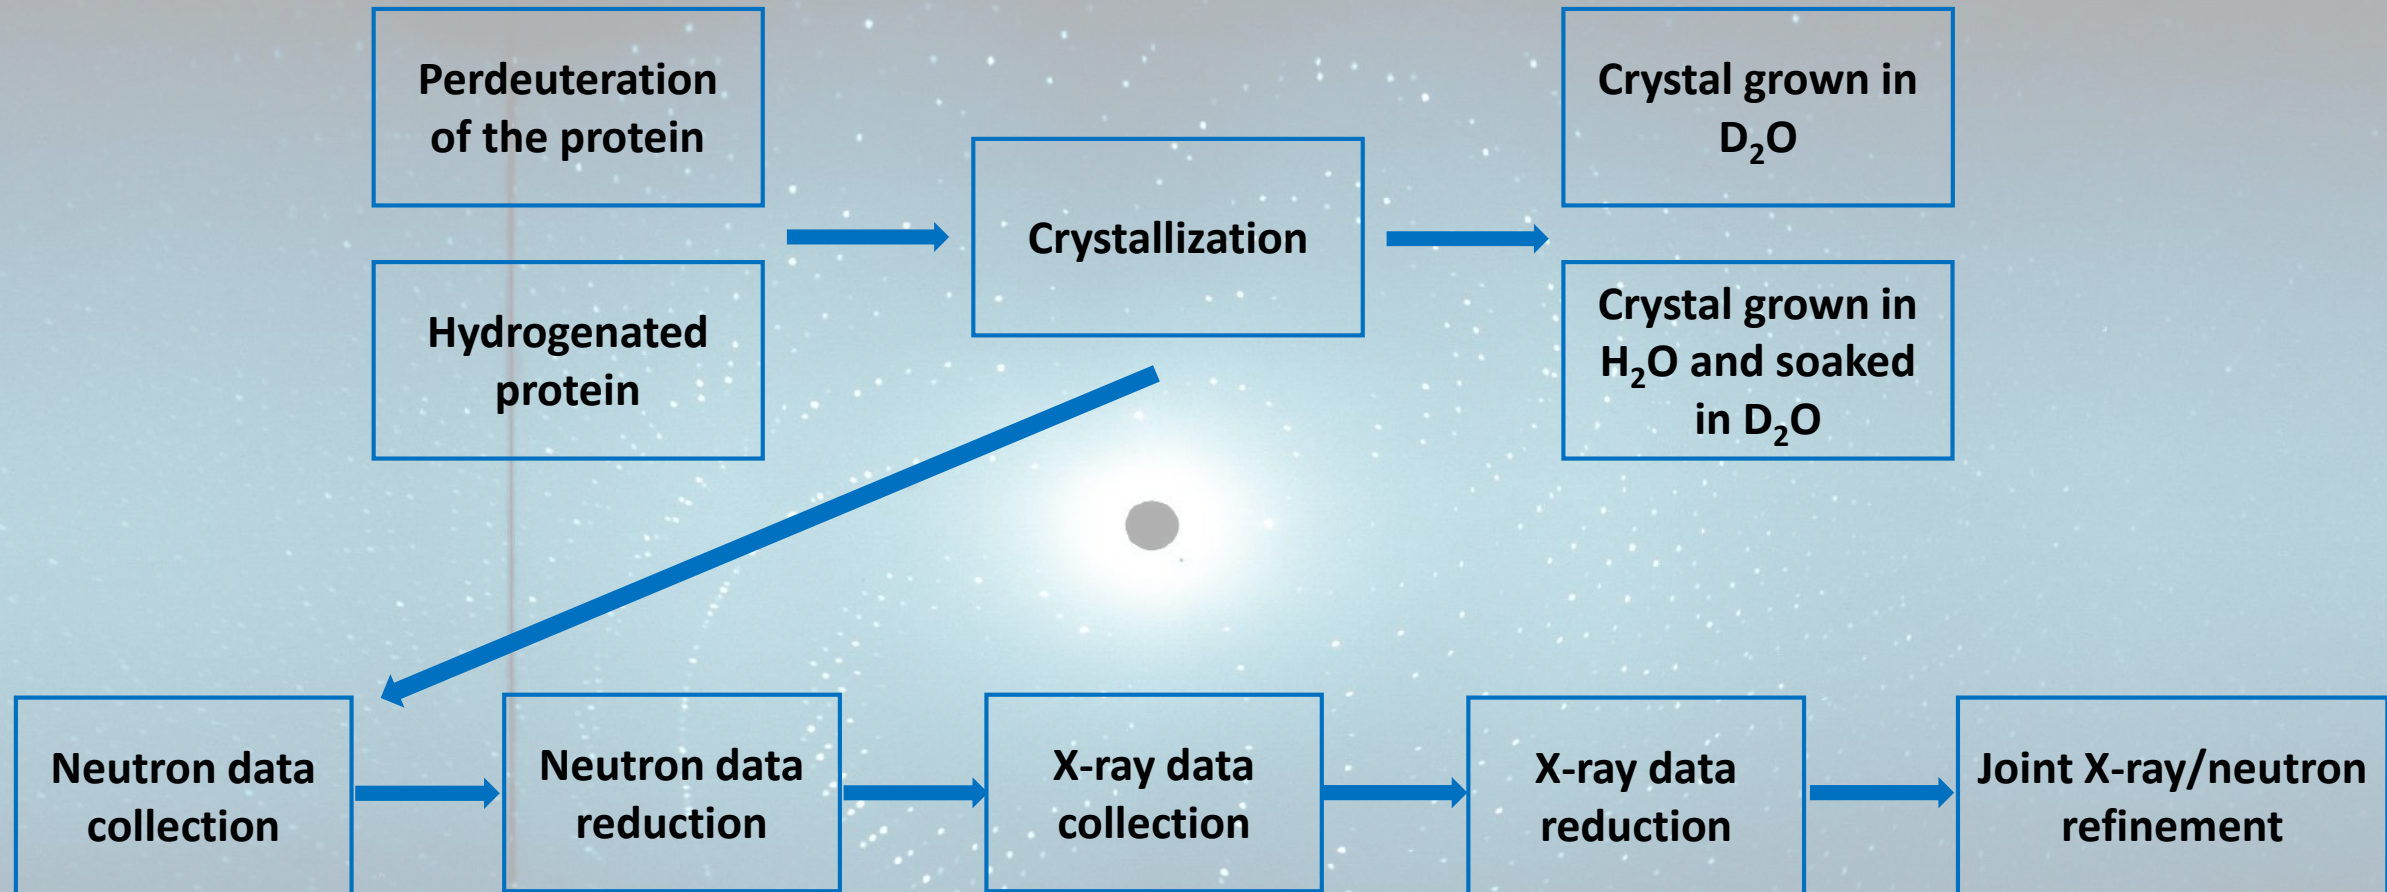 Perdeuteration
of the protein
Hydrogenated
protein
Crystallization
Crystal grown in
D₂O
Crystal grown in
H₂O and soaked
in D₂O
Neutron data
collection
Neutron data
reduction
X-ray data
collection
X-ray data
reduction
Joint X-ray/neutron
refinement